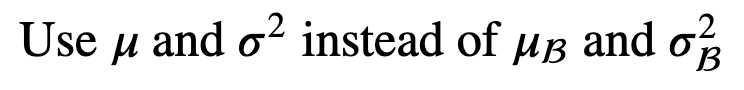 Use μ and σ² instead of μ_ℬ and σ²_ℬ